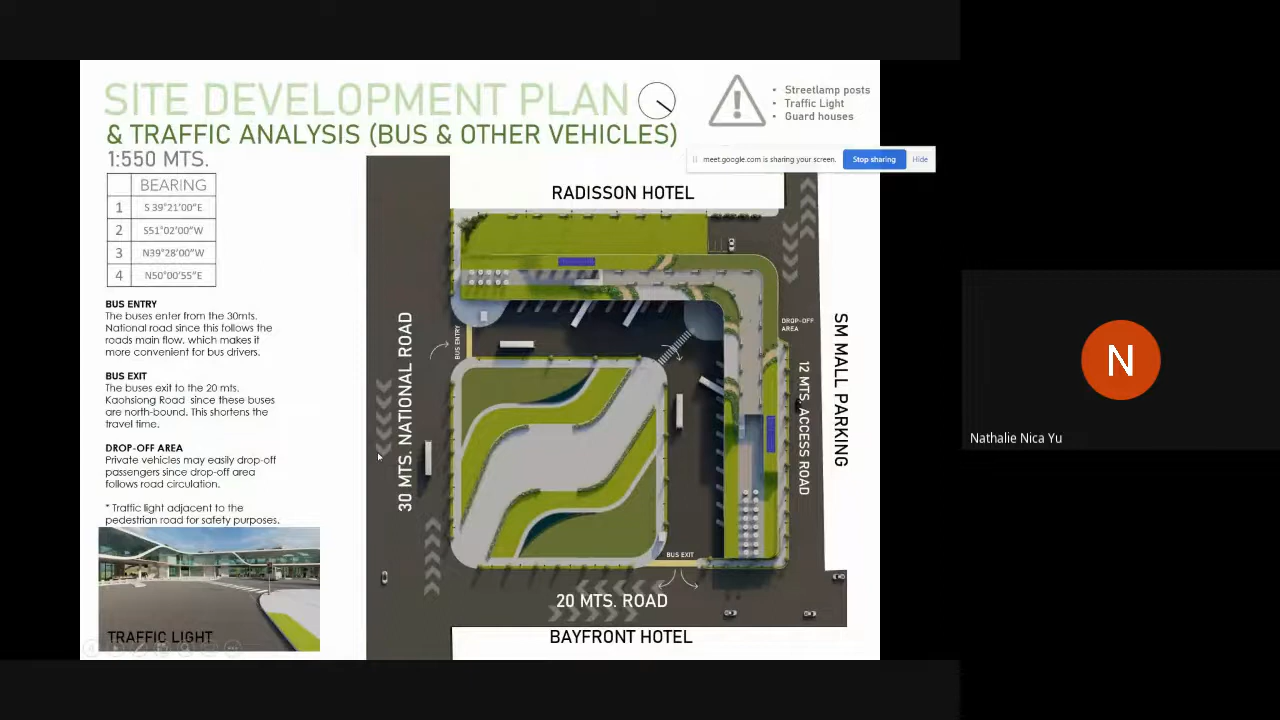 SITE DEVELOPMENT PLAN
& TRAFFIC ANALYSIS (BUS & OTHER VEHICLES)
1:550 MTS.
• Streetlamp posts
• Traffic Light
• Guard houses
meet.google.com is sharing your screen.
Stop sharing
Hide
BEARING
1 S 39°21'00"E
2 S51°02'00"W
3 N39°28'00"W
4 N50°00'55"E
BUS ENTRY
The buses enter from the 30mts.
National road since this follows the
roads main flow, which makes it
more convenient for bus drivers.
BUS EXIT
The buses exit to the 20 mts.
Kaohsiong Road since these buses
are north-bound. This shortens the
travel time.
DROP-OFF AREA
Private vehicles may easily drop-off
passengers since drop-off area
follows road circulation.
* Traffic light adjacent to the
pedestrian road for safety purposes.
TRAFFIC LIGHT
RADISSON HOTEL
30 MTS. NATIONAL ROAD
BUS ENTRY
DROP-OFF
AREA
12 MTS. ACCESS ROAD
SM MALL PARKING
BUS EXIT
20 MTS. ROAD
BAYFRONT HOTEL
N
Nathalie Nica Yu